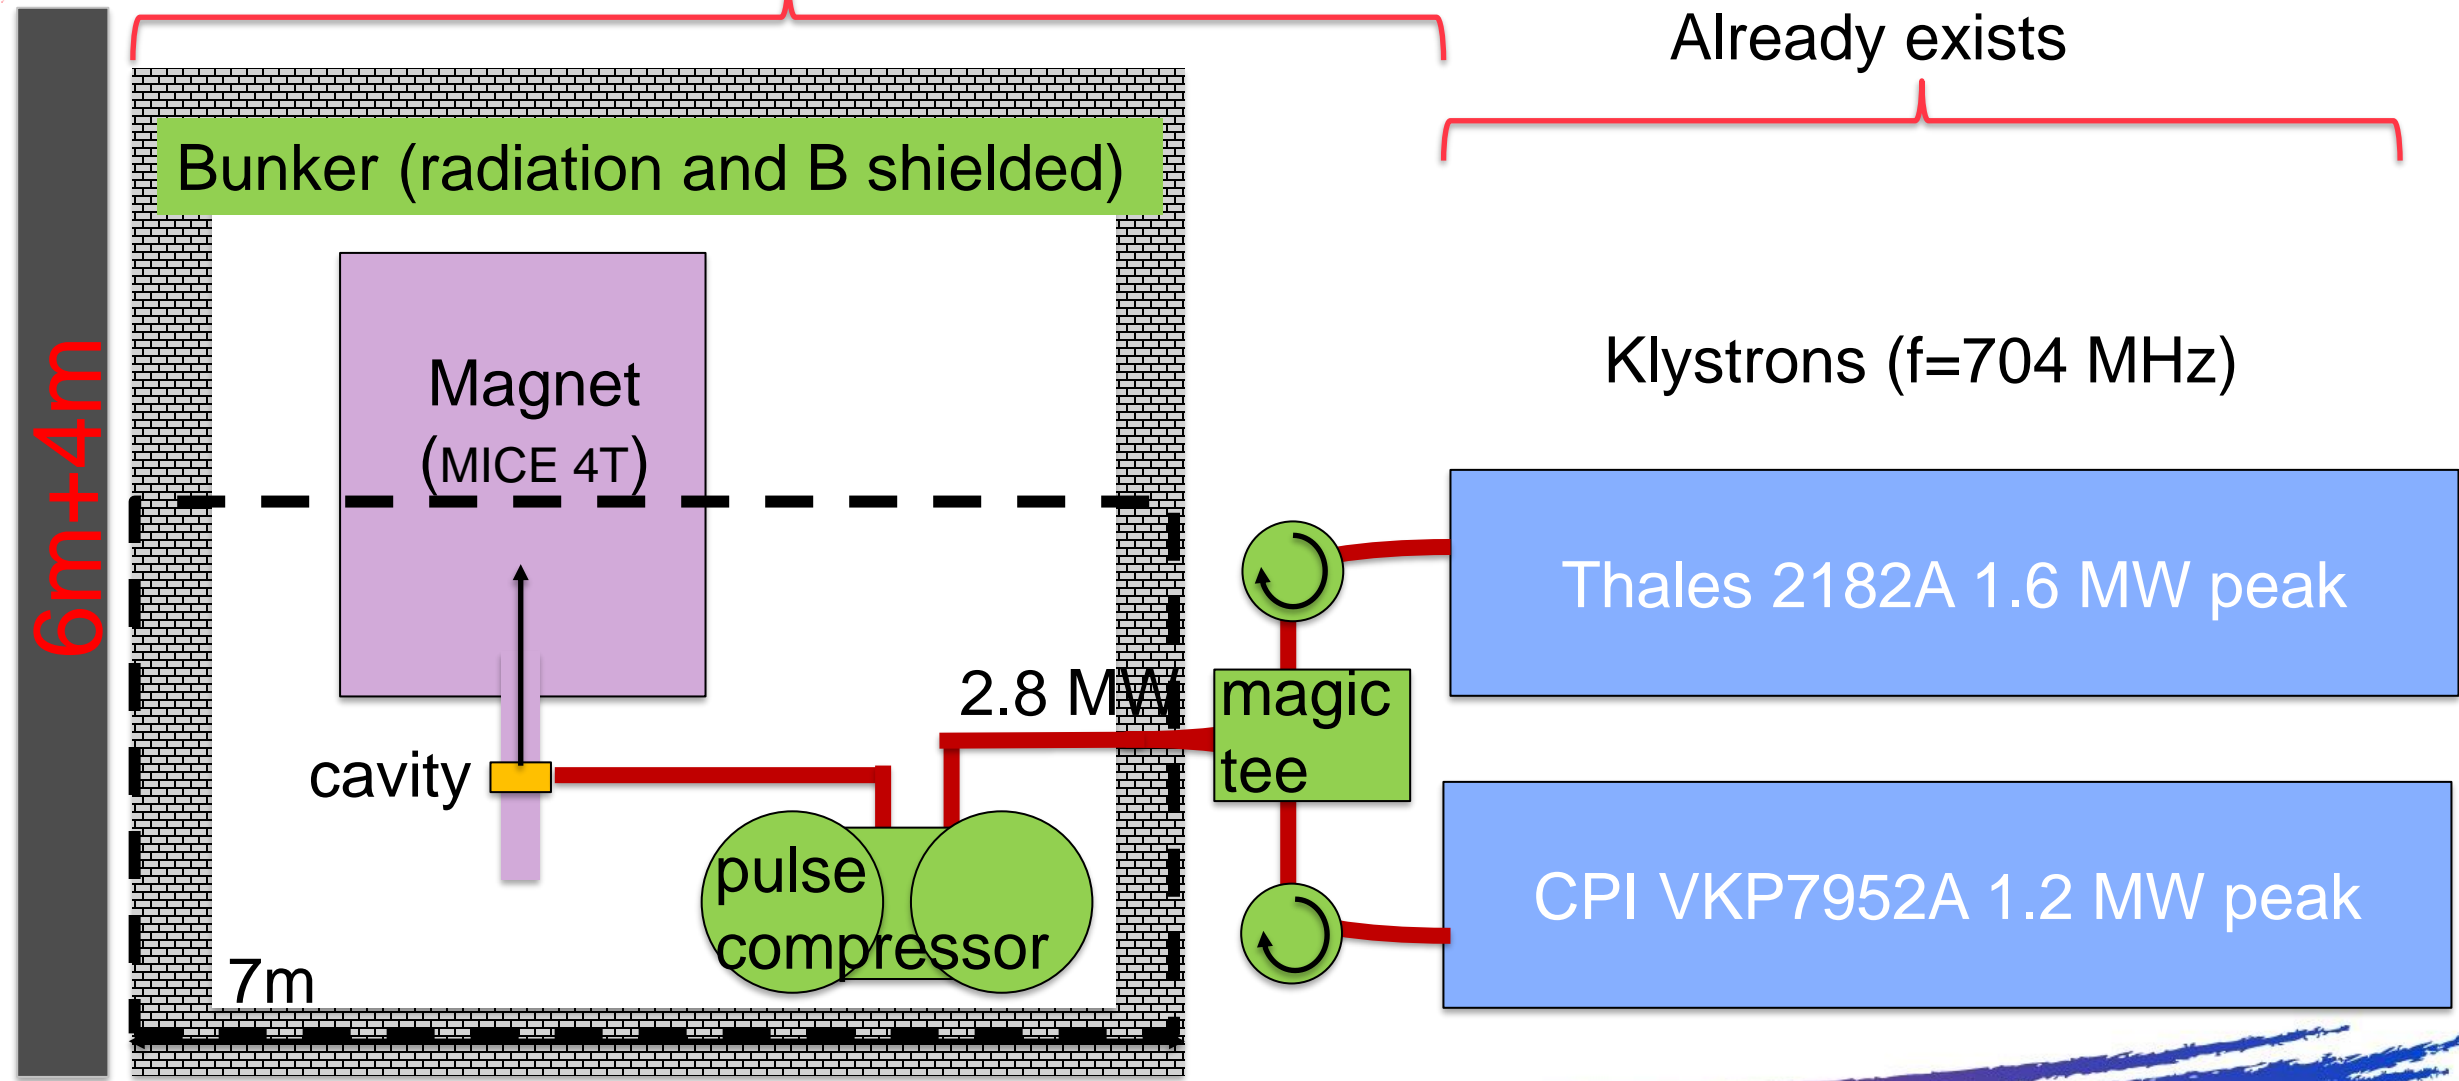 Already exists
Bunker (radiation and B shielded)
6m+4m
Magnet
(MICE 4T)
Klystrons (f=704 MHz)
Thales 2182A 1.6 MW peak
2.8 MW
magic
tee
cavity
pulse
compressor
CPI VKP7952A 1.2 MW peak
7m